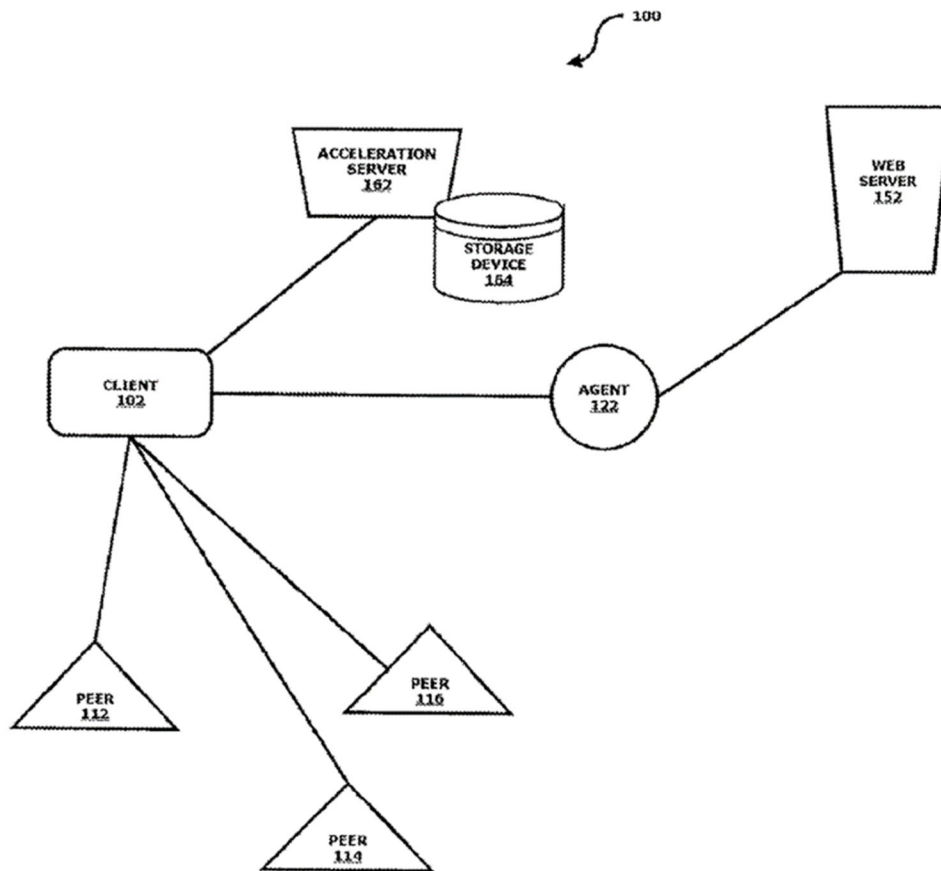 100
ACCELERATION
SERVER
162
WEB
SERVER
152
STORAGE
DEVICE
164
CLIENT
102
AGENT
122
PEER
112
PEER
116
PEER
114